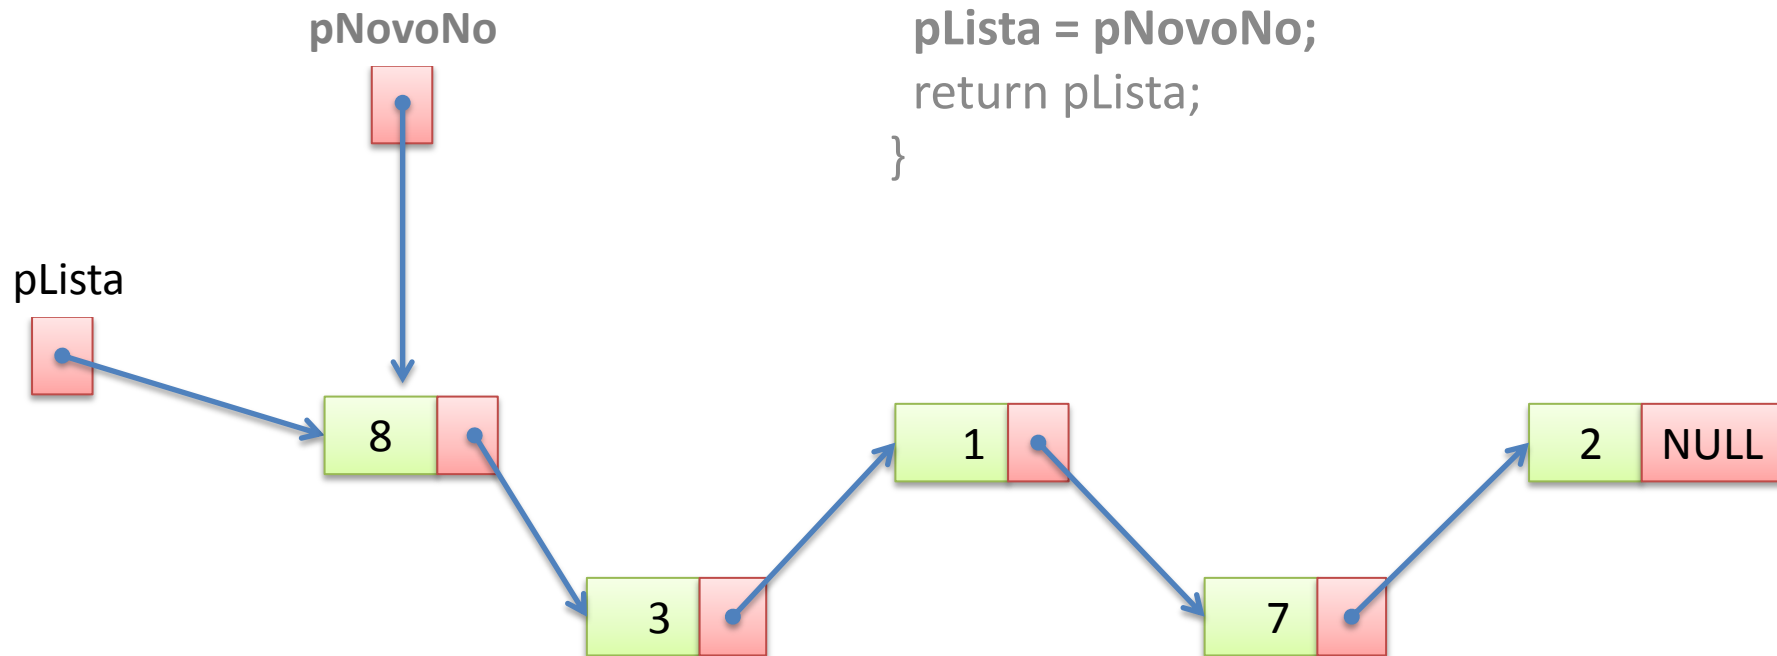 pNovoNo
pLista = pNovoNo;
return pLista;
}
pLista
8
1
2 NULL
3
7